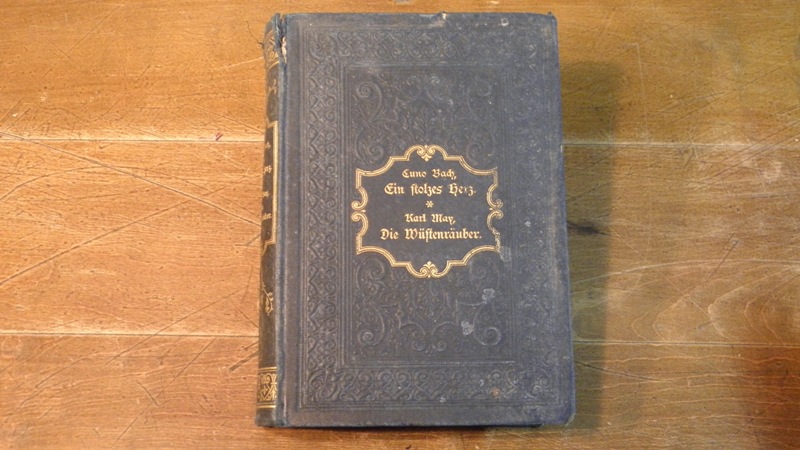 Cuno Bach,
Ein stolzes Herz.
*
Karl May,
Die Wüstenräuber.